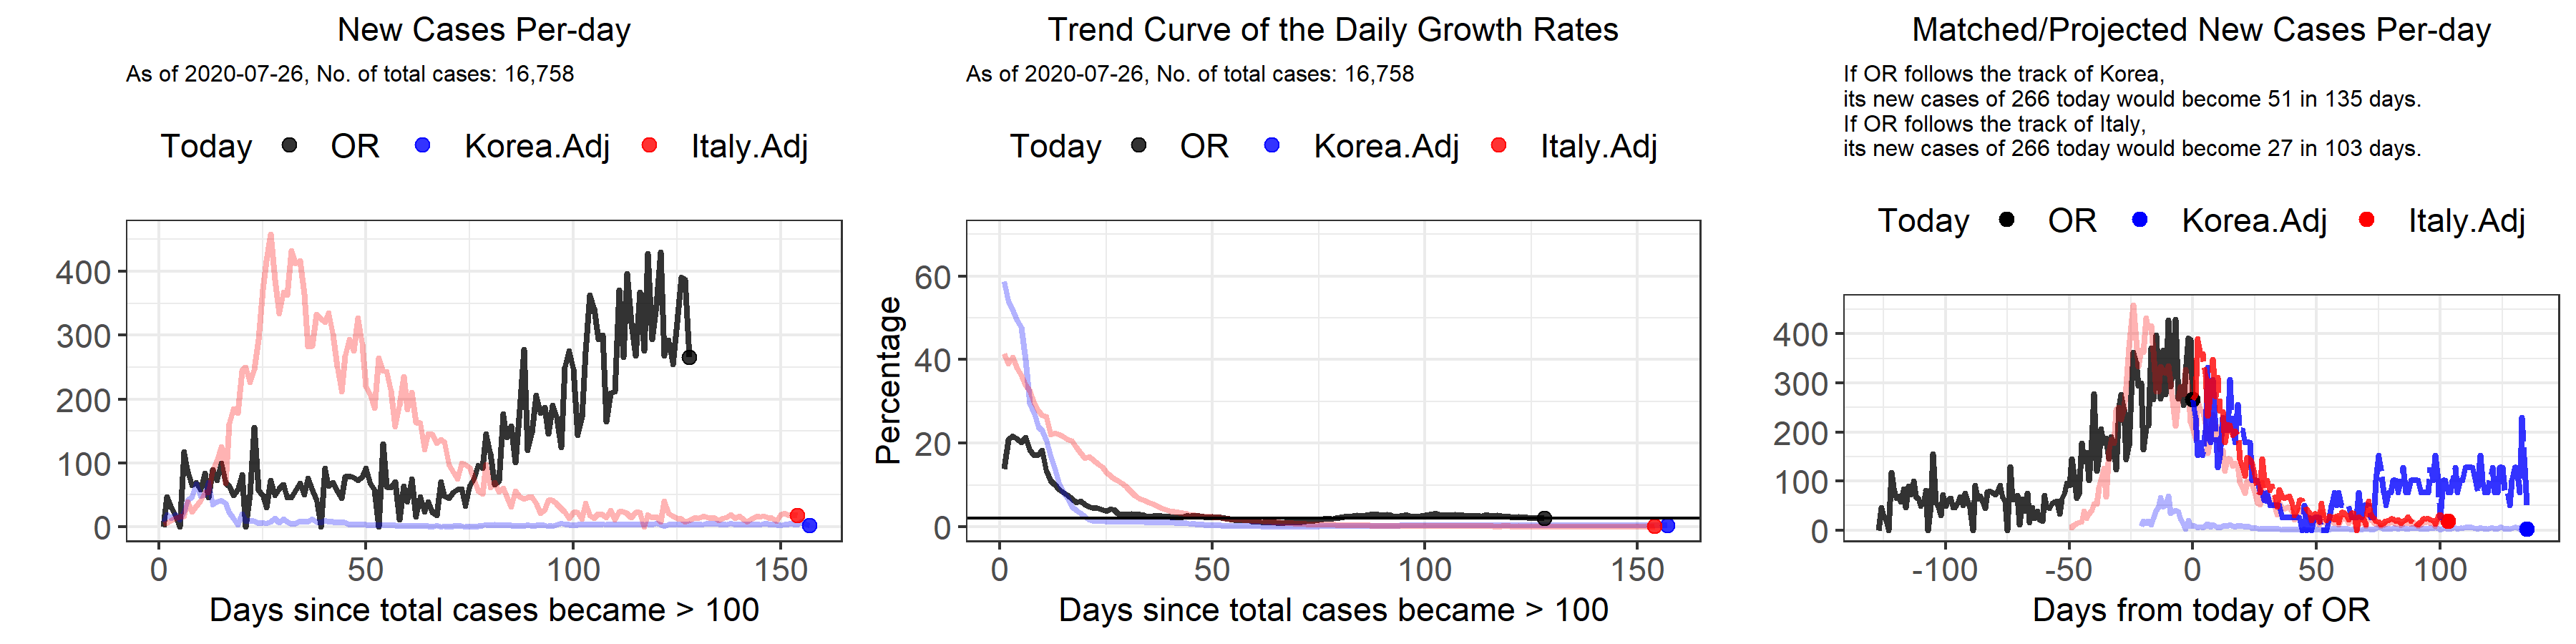 New Cases Per-day
As of 2020-07-26, No. of total cases: 16,758
Today OR Korea.Adj Italy.Adj
400
300
200
100
0
0 50 100 150
Days since total cases became > 100
Trend Curve of the Daily Growth Rates
As of 2020-07-26, No. of total cases: 16,758
Today OR Korea.Adj Italy.Adj
Percentage
60
40
20
0
0 50 100 150
Days since total cases became > 100
Matched/Projected New Cases Per-day
If OR follows the track of Korea,
its new cases of 266 today would become 51 in 135 days.
If OR follows the track of Italy,
its new cases of 266 today would become 27 in 103 days.
Today OR Korea.Adj Italy.Adj
400
300
200
100
0
-100 -50 0 50 100
Days from today of OR